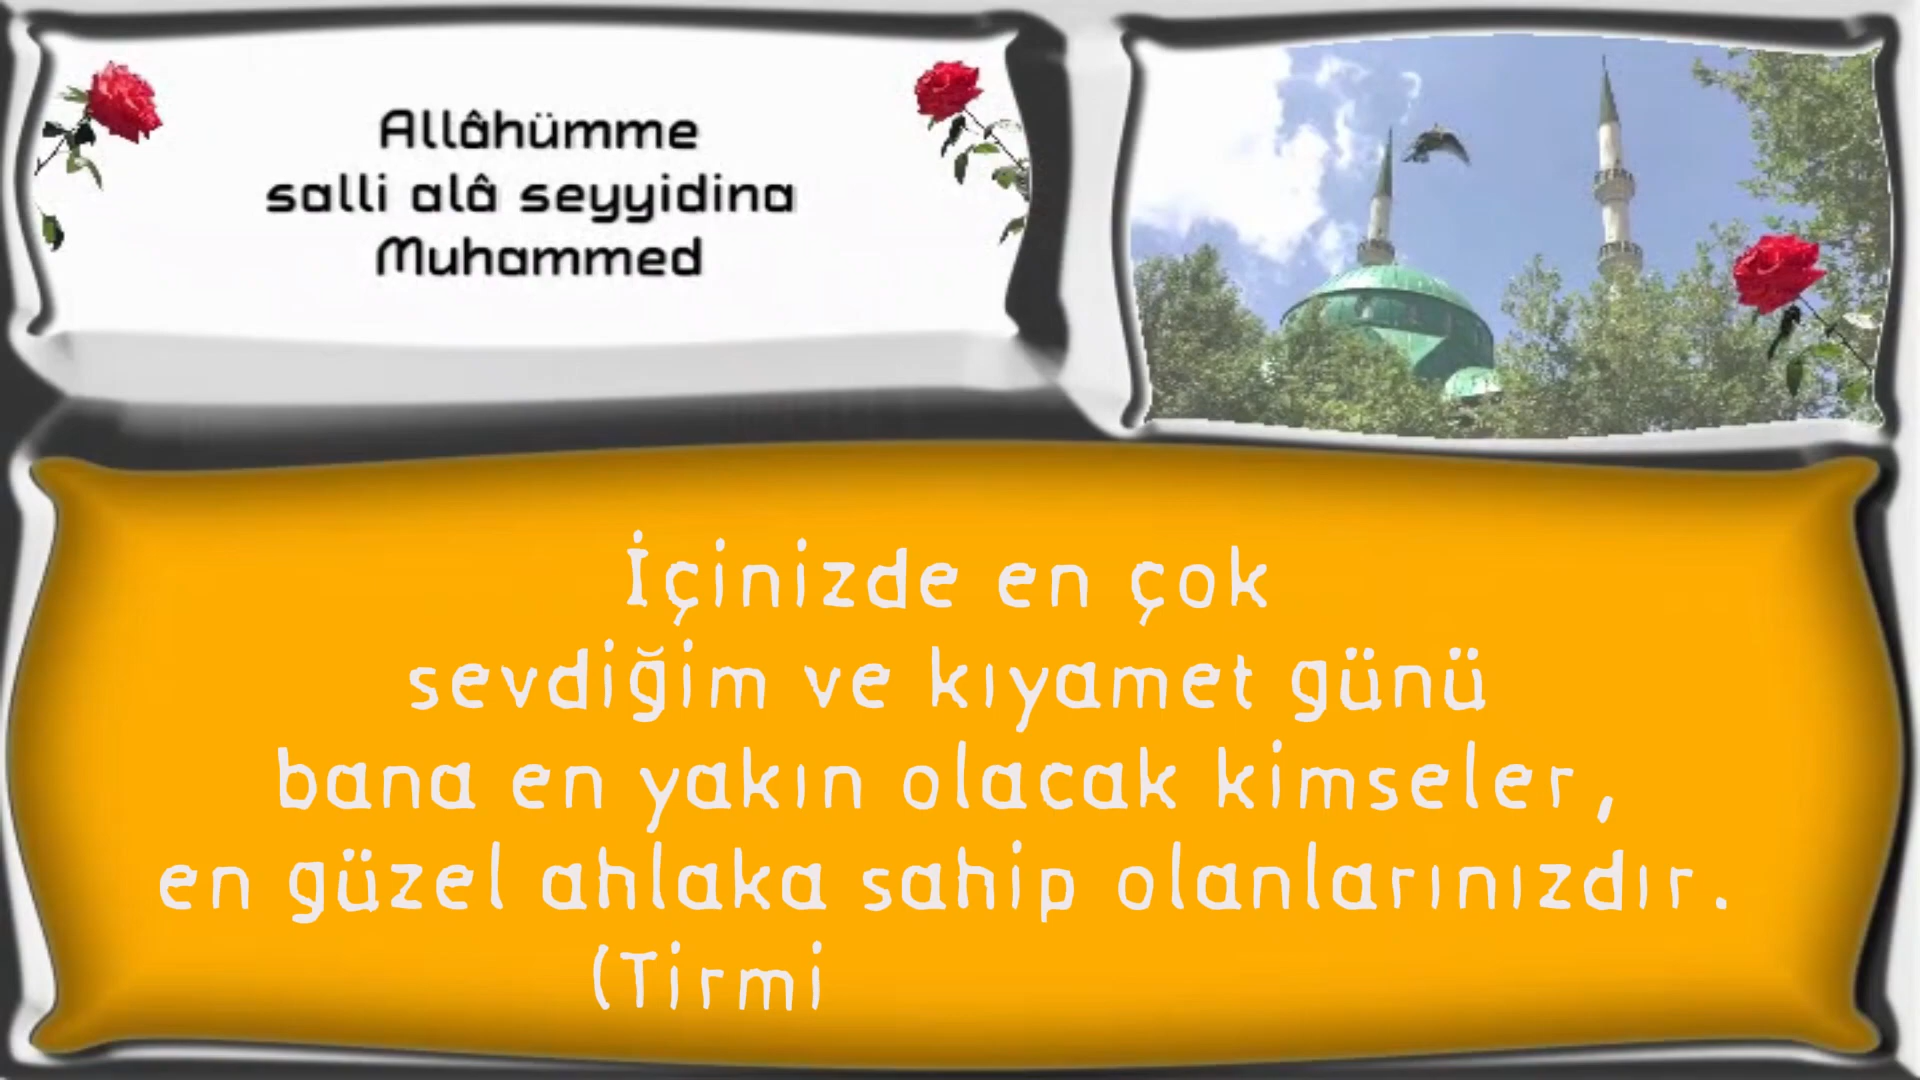 Allâhümme
salli alâ seyyidina
Muhammed
İçinizde en çok
sevdiğim ve kıyamet günü
bana en yakın olacak kimseler,
en güzel ahlaka sahip olanlarınızdır.
(Tirmi